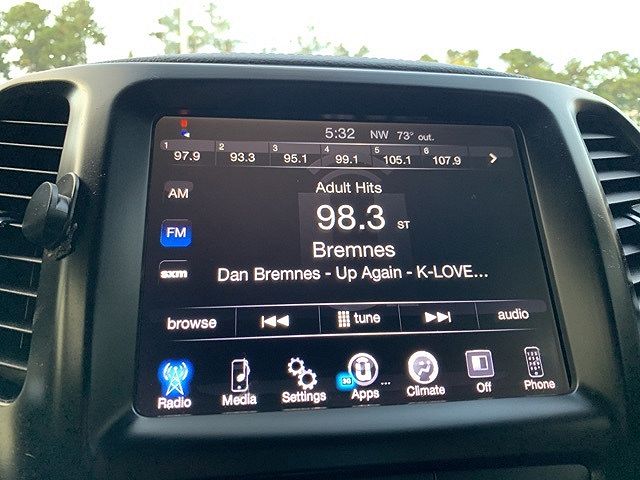 5:32 NW 73° out.
1 97.9 2 93.3 3 95.1 4 99.1 5 105.1 6 107.9
AM
Adult Hits
98.3 ST
FM
Bremnes
sxm
Dan Bremnes - Up Again - K-LOVE...
browse tune audio
3G ...
Radio Media Settings Apps Climate Off Phone